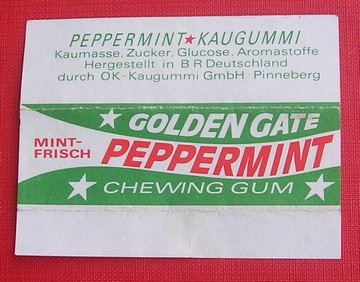 PEPPERMINT★KAUGUMMI
Kaumasse, Zucker, Glucose, Aromastoffe
Hergestellt in BR Deutschland
durch OK-Kaugummi GmbH·Pinneberg
★ GOLDEN GATE
MINT-
FRISCH
PEPPERMINT
★ CHEWING GUM ★